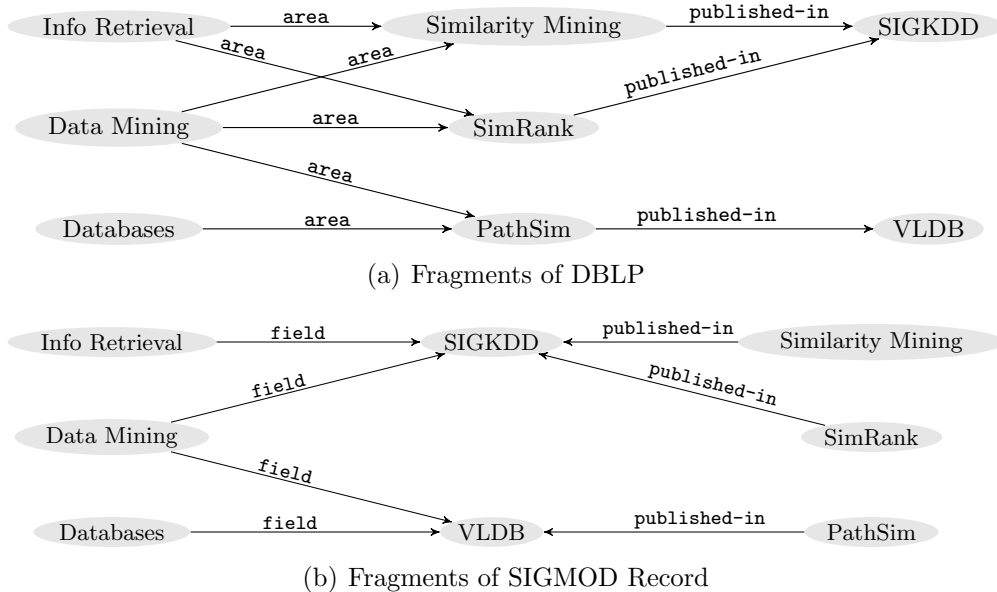 Info Retrieval area Similarity Mining published-in SIGKDD
area area published-in
Data Mining area SimRank
area
Databases area PathSim published-in VLDB
(a) Fragments of DBLP
Info Retrieval field SIGKDD published-in Similarity Mining
field published-in
Data Mining SimRank
field
Databases field VLDB published-in PathSim
(b) Fragments of SIGMOD Record